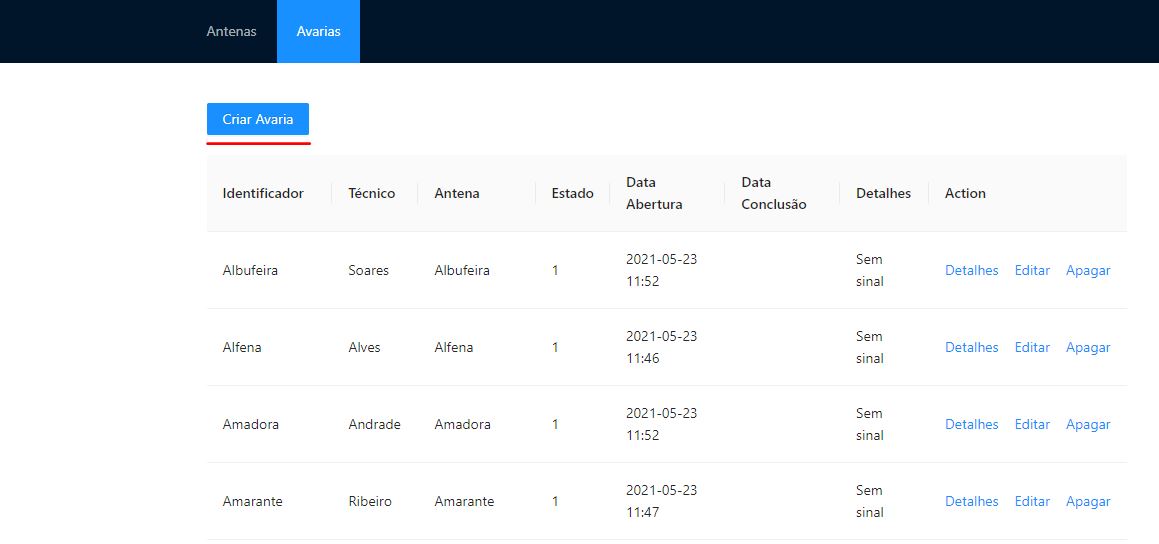 Antenas Avarias
Criar Avaria
Identificador Técnico Antena Estado Data Abertura Data Conclusão Detalhes Action
Albufeira Soares Albufeira 1 2021-05-23 11:52 Sem sinal Detalhes Editar Apagar
Alfena Alves Alfena 1 2021-05-23 11:46 Sem sinal Detalhes Editar Apagar
Amadora Andrade Amadora 1 2021-05-23 11:52 Sem sinal Detalhes Editar Apagar
Amarante Ribeiro Amarante 1 2021-05-23 11:47 Sem sinal Detalhes Editar Apagar